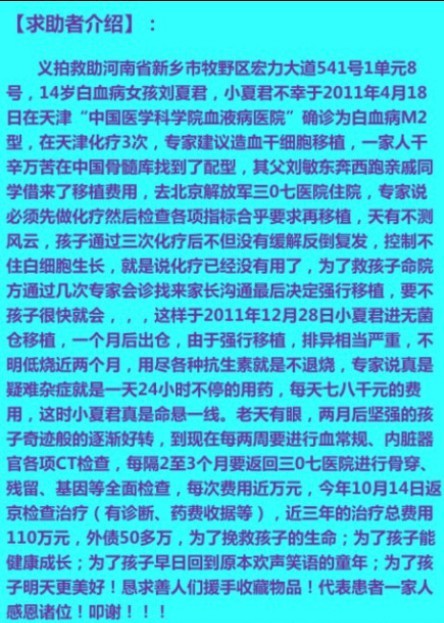 【求助者介绍】:
义拍救助河南省新乡市牧野区宏力大道541号1单元8
号,14岁白血病女孩刘夏君,小夏君不幸于2011年4月18
日在天津“中国医学科学院血液病医院”确诊为白血病M2
型,在天津化疗3次,专家建议造血干细胞移植,一家人千
辛万苦在中国骨髓库找到了配型,其父刘敏东奔西跑亲戚同
学借来了移植费用,去北京解放军三0七医院住院,专家说
必须先做化疗然后检查各项指标合乎要求再移植,天有不测
风云,孩子通过三次化疗后不但没有缓解反倒复发,控制不
住白细胞生长,就是说化疗已经没有用了,为了救孩子命院
方通过几次专家会诊找来家长沟通最后决定强行移植,要不
孩子很快就会,,,这样于2011年12月28日小夏君进无菌
仓移植,一个月后出仓,由于强行移植,排异相当严重,不
明低烧近两个月,用尽各种抗生素就是不退烧,专家说真是
疑难杂症就是一天24小时不停的用药,每天七八千元的费
用,这时小夏君真是命悬一线。老天有眼,两月后坚强的孩
子奇迹般的逐渐好转,到现在每两周要进行血常规、内脏器
官各项CT检查,每隔2至3个月要返回三0七医院进行骨穿、
残留、基因等全面检查,每次费用近万元,今年10月14日返
京检查治疗(有诊断、药费收据等),近三年的治疗总费用
110万元,外债50多万,为了挽救孩子的生命;为了孩子能
健康成长;为了孩子早日回到原本欢声笑语的童年;为了孩
子明天更美好!恳求善人们援手收藏物品!代表患者一家人
感恩诸位!叩谢!!!